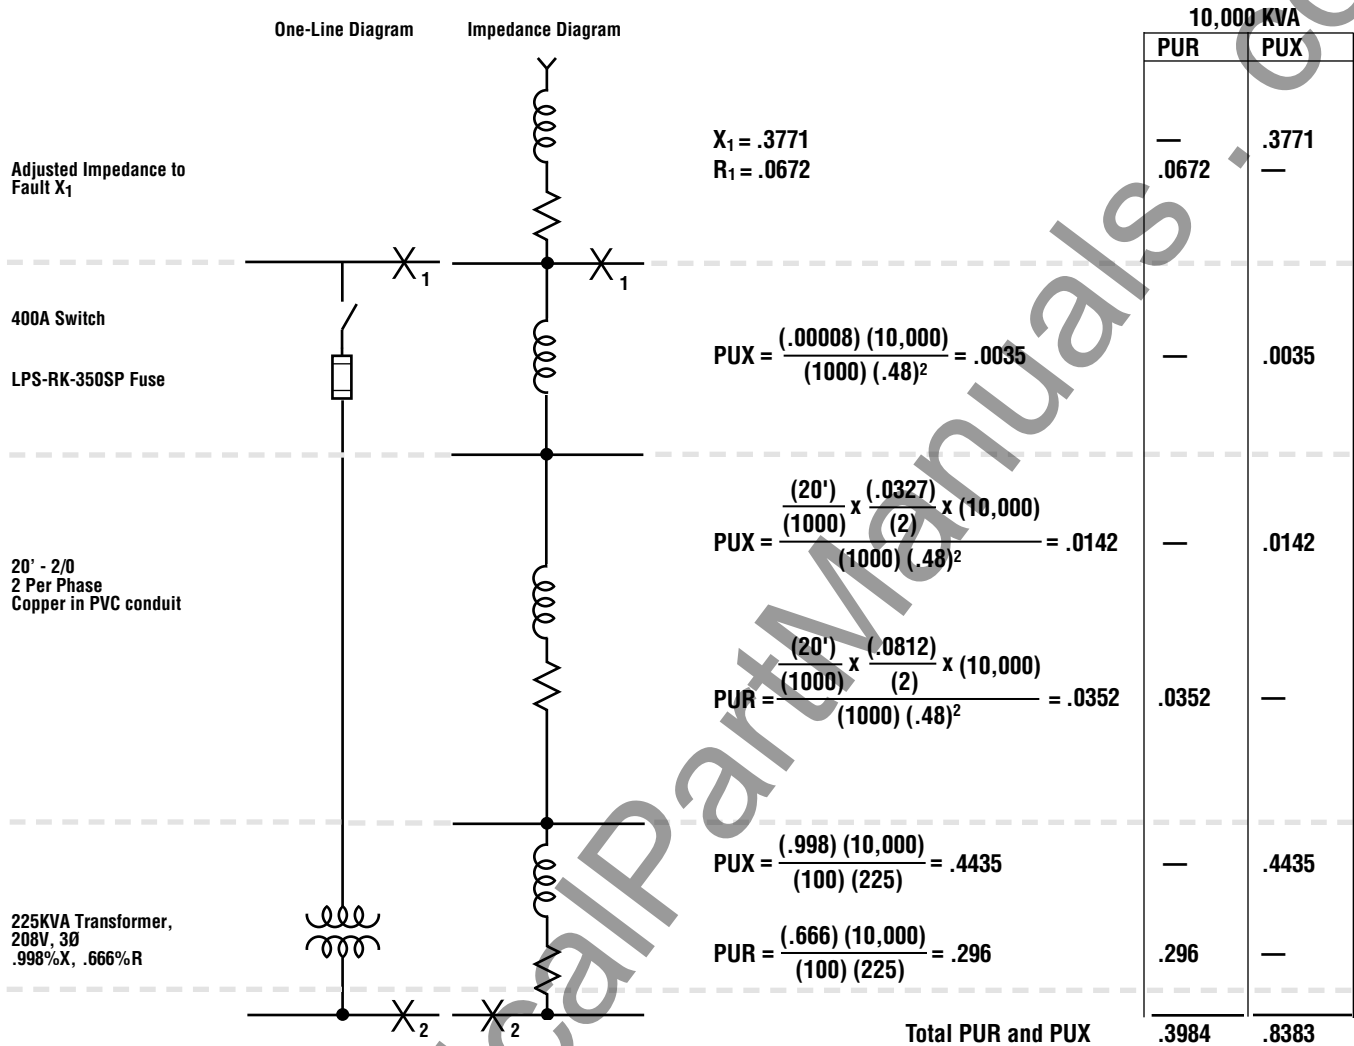 10,000 KVA
One-Line Diagram Impedance Diagram
PUR PUX
X1 = .3771 — .3771
Adjusted Impedance to
Fault X1
R1 = .0672 .0672 —
X1 X1
400A Switch
LPS-RK-350SP Fuse
PUX = (.00008) (10,000) / (1000) (.48)² = .0035 — .0035
20' - 2/0
2 Per Phase
Copper in PVC conduit
PUX = (20') / (1000) x (.0327) / (2) x (10,000) / (1000) (.48)² = .0142 — .0142
PUR = (20') / (1000) x (.0812) / (2) x (10,000) / (1000) (.48)² = .0352 .0352 —
225KVA Transformer,
208V, 3Ø
.998%X, .666%R
PUX = (.998) (10,000) / (100) (225) = .4435 — .4435
PUR = (.666) (10,000) / (100) (225) = .296 .296 —
X2 X2
Total PUR and PUX .3984 .8383
calPartManuals . co